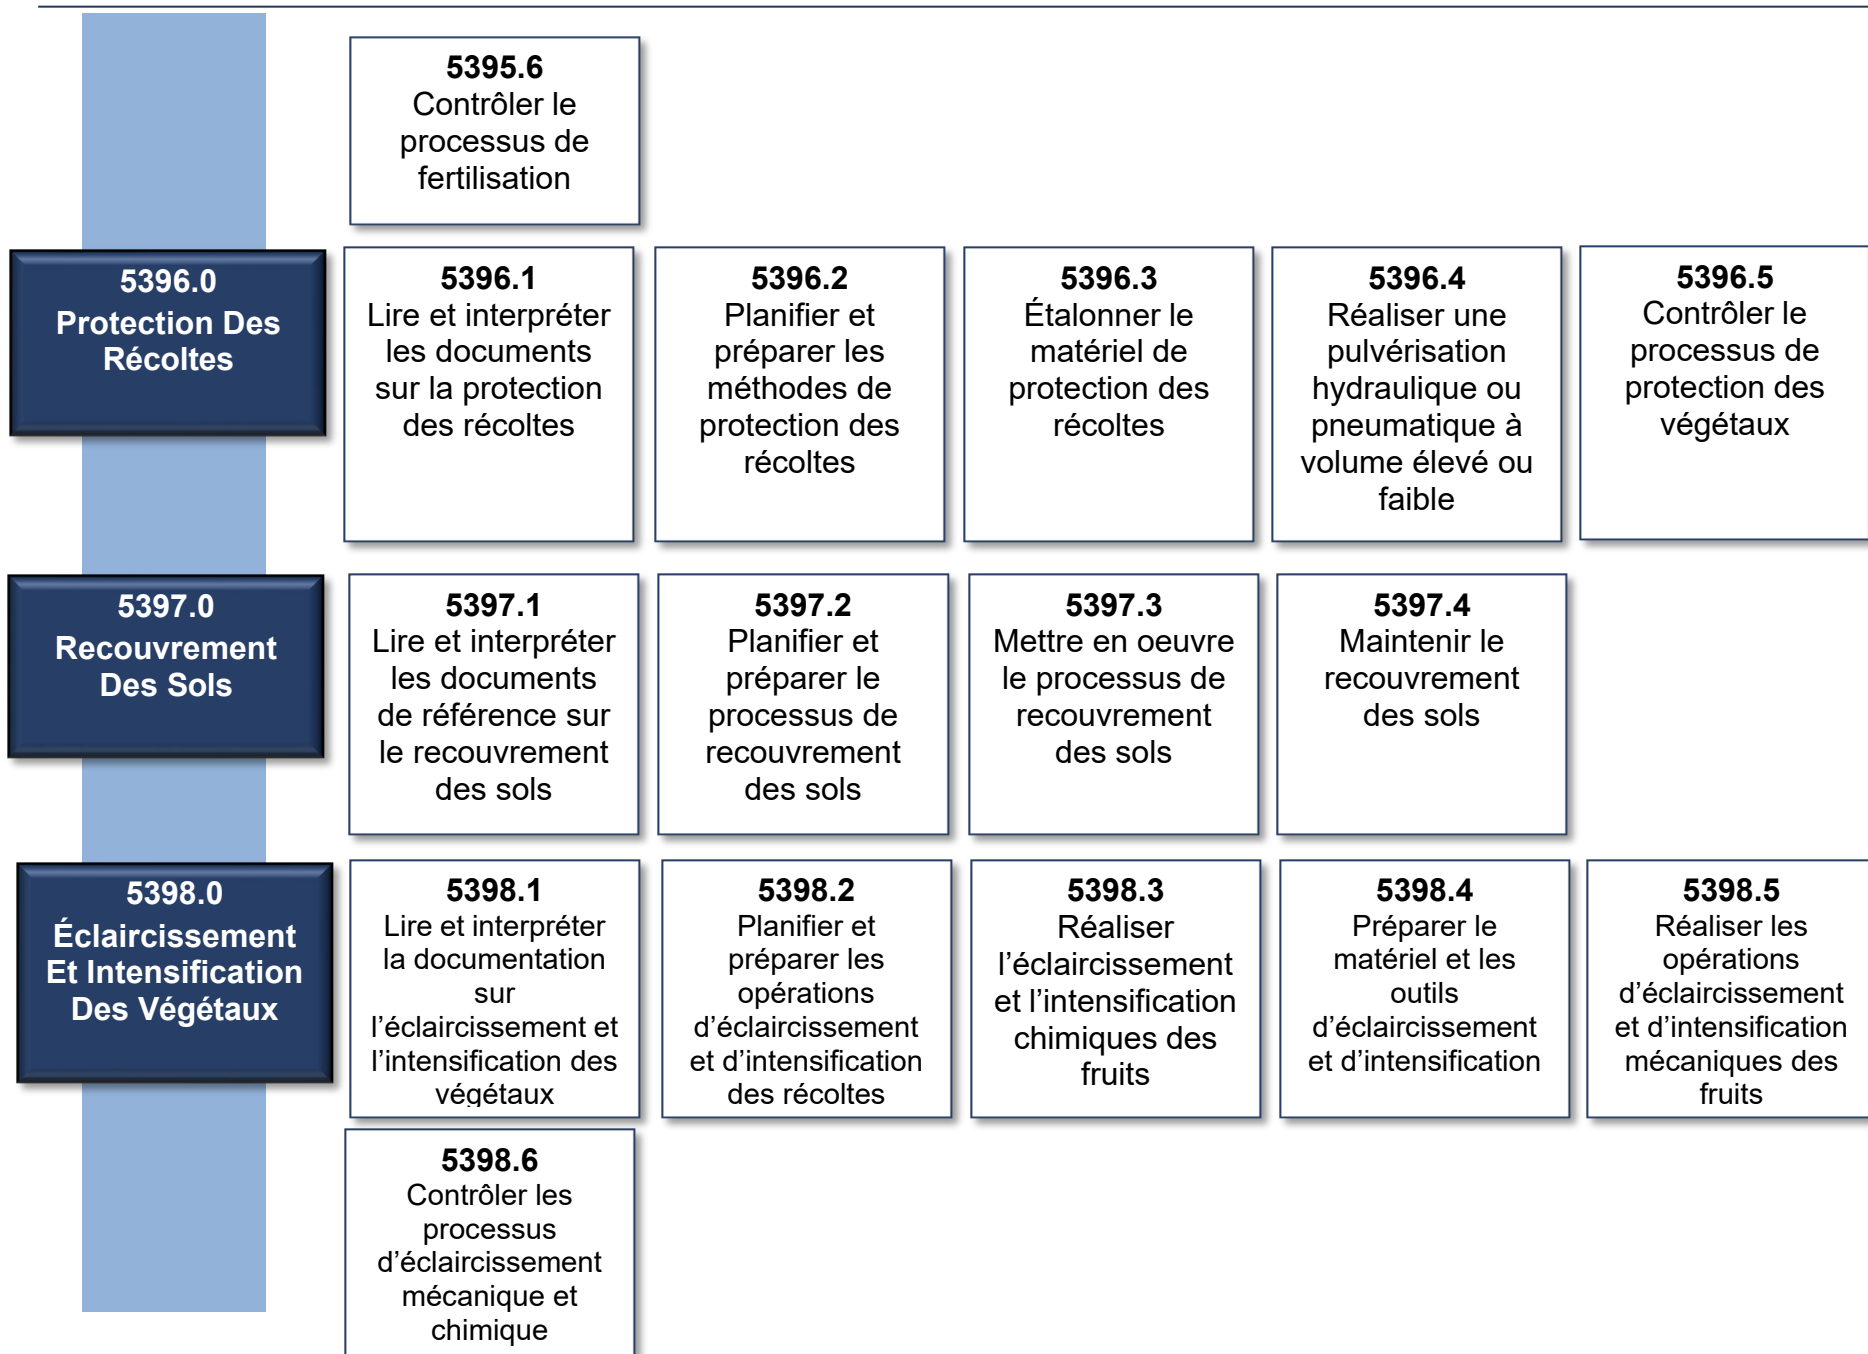 5395.6
Contrôler le
processus de
fertilisation
5396.0
Protection Des
Récoltes
5396.1
Lire et interpréter
les documents
sur la protection
des récoltes
5396.2
Planifier et
préparer les
méthodes de
protection des
récoltes
5396.3
Étalonner le
matériel de
protection des
récoltes
5396.4
Réaliser une
pulvérisation
hydraulique ou
pneumatique à
volume élevé ou
faible
5396.5
Contrôler le
processus de
protection des
végétaux
5397.0
Recouvrement
Des Sols
5397.1
Lire et interpréter
les documents
de référence sur
le recouvrement
des sols
5397.2
Planifier et
préparer le
processus de
recouvrement
des sols
5397.3
Mettre en oeuvre
le processus de
recouvrement
des sols
5397.4
Maintenir le
recouvrement
des sols
5398.0
Éclaircissement
Et Intensification
Des Végétaux
5398.1
Lire et interpréter
la documentation
sur
l’éclaircissement et
l’intensification des
végétaux
5398.2
Planifier et
préparer les
opérations
d’éclaircissement
et d’intensification
des récoltes
5398.3
Réaliser
l’éclaircissement
et l’intensification
chimiques des
fruits
5398.4
Préparer le
matériel et les
outils
d’éclaircissement
et d’intensification
5398.5
Réaliser les
opérations
d’éclaircissement
et d’intensification
mécaniques des
fruits
5398.6
Contrôler les
processus
d’éclaircissement
mécanique et
chimique